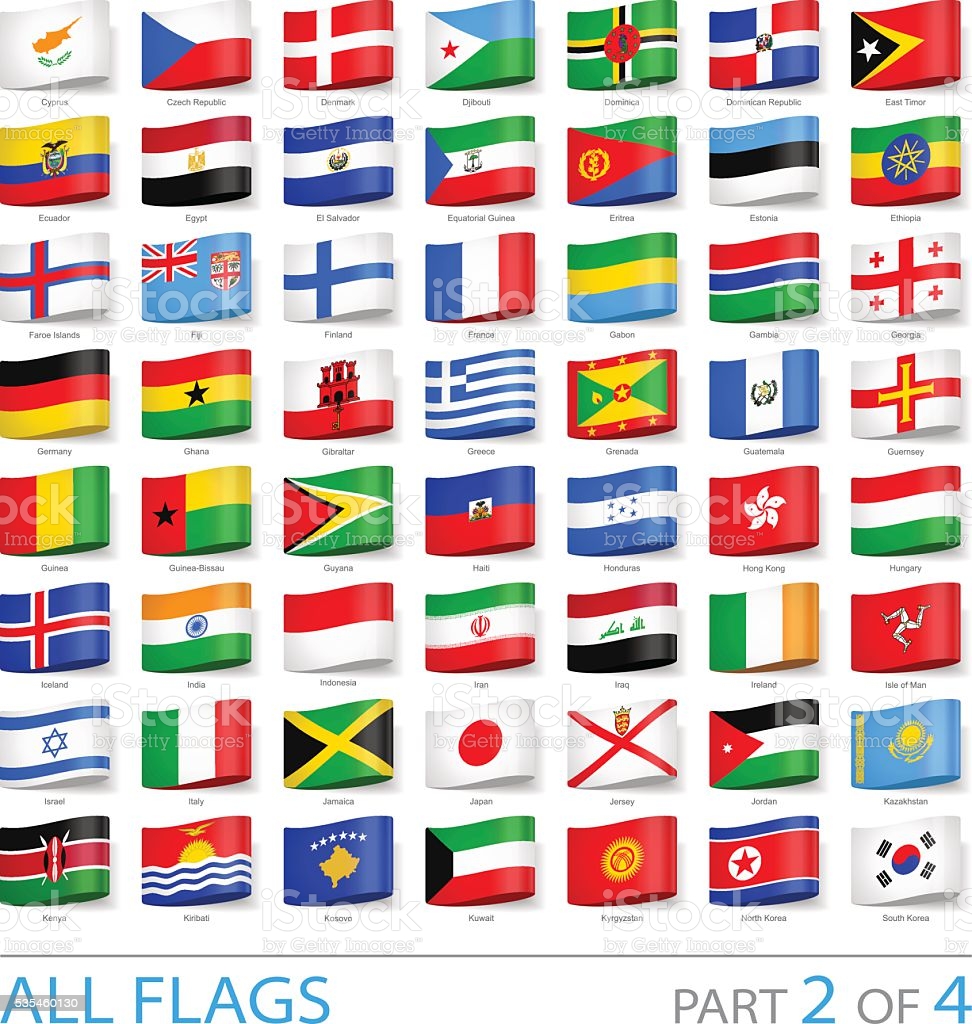 Cyprus Czech Republic Denmark Djibouti Dominica Dominican Republic East Timor
Ecuador Egypt El Salvador Equatorial Guinea Eritrea Estonia Ethiopia
Faroe Islands Fiji Finland France Gabon Gambia Georgia
Germany Ghana Gibraltar Greece Grenada Guatemala Guernsey
Guinea Guinea-Bissau Guyana Haiti Honduras Hong Kong Hungary
Iceland India Indonesia Iran Iraq Ireland Isle of Man
Israel Italy Jamaica Japan Jersey Jordan Kazakhstan
Kenya Kiribati Kosovo Kuwait Kyrgyzstan North Korea South Korea
iStock
by Getty Images™
ALL FLAGS PART 2 OF 4
535460130